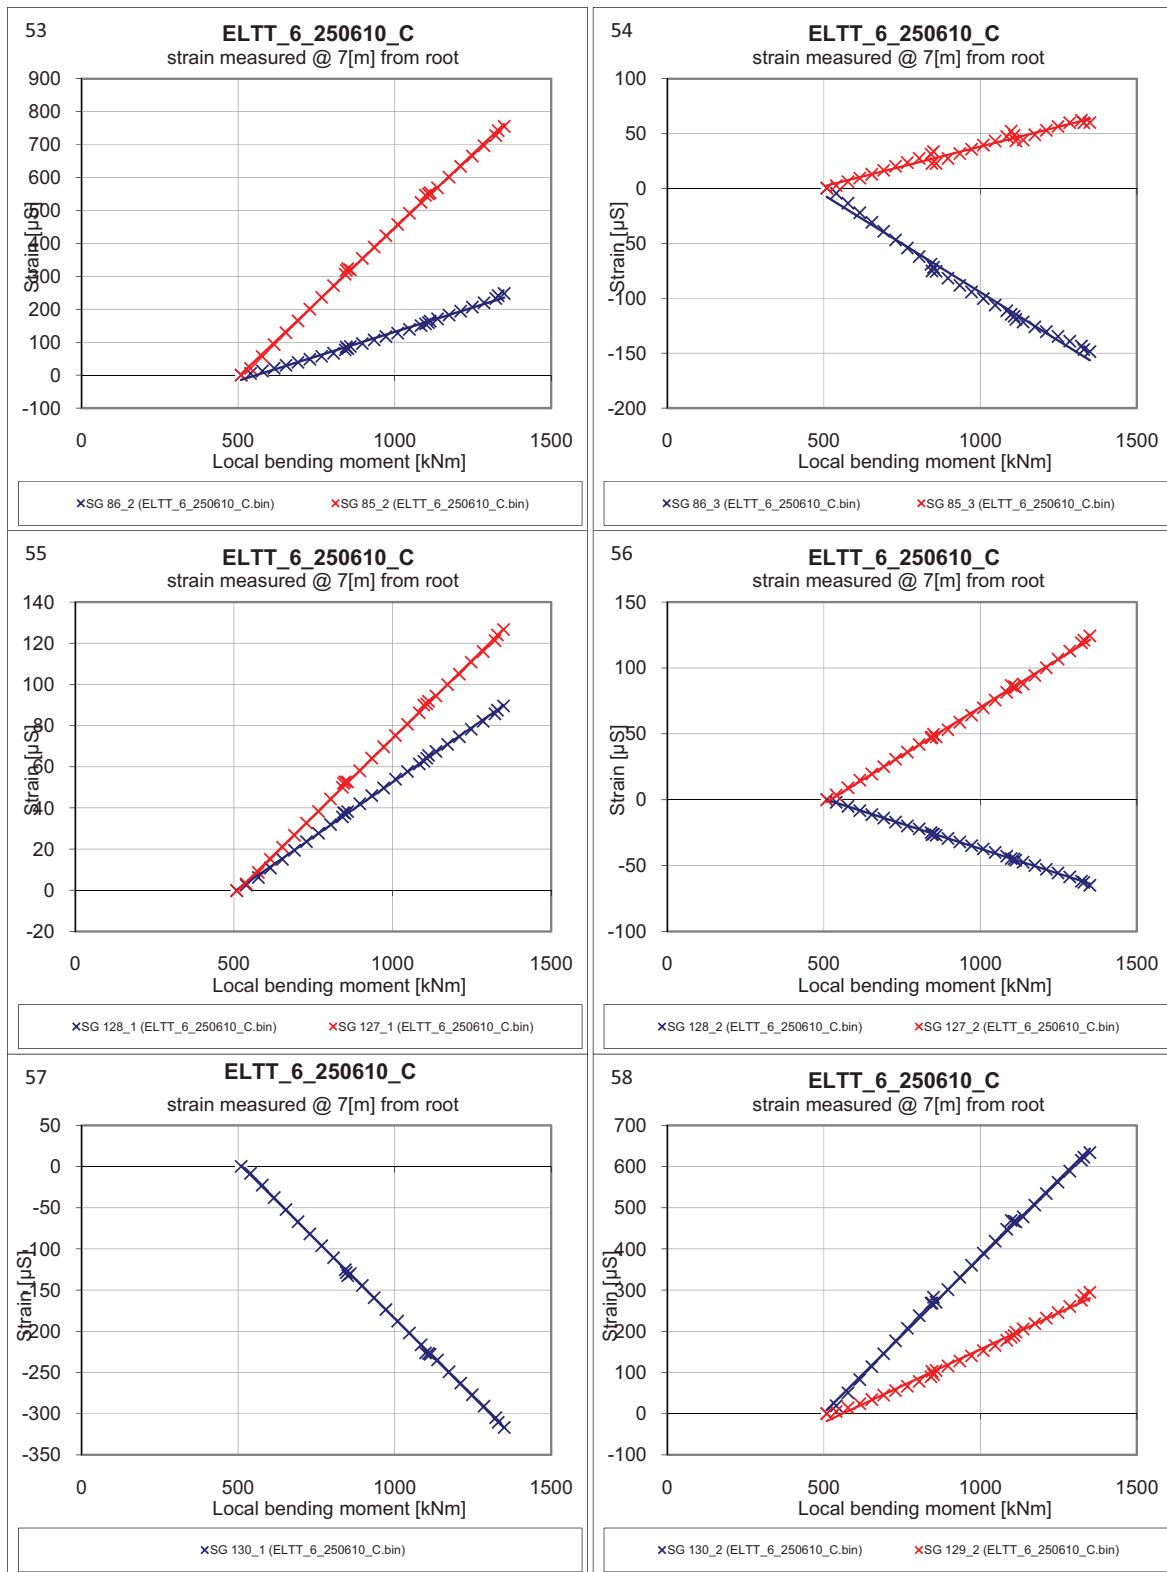 53
ELTT_6_250610_C
strain measured @ 7[m] from root
900
800
700
600
500
400
300
200
100
0
-100
Strain [µS]
0 500 1000 1500
Local bending moment [kNm]
SG 86_2 (ELTT_6_250610_C.bin) SG 85_2 (ELTT_6_250610_C.bin)
54
ELTT_6_250610_C
strain measured @ 7[m] from root
100
50
0
-50
-100
-150
-200
Strain [µS]
0 500 1000 1500
Local bending moment [kNm]
SG 86_3 (ELTT_6_250610_C.bin) SG 85_3 (ELTT_6_250610_C.bin)
55
ELTT_6_250610_C
strain measured @ 7[m] from root
140
120
100
80
60
40
20
0
-20
Strain [µS]
0 500 1000 1500
Local bending moment [kNm]
SG 128_1 (ELTT_6_250610_C.bin) SG 127_1 (ELTT_6_250610_C.bin)
56
ELTT_6_250610_C
strain measured @ 7[m] from root
150
100
50
0
-50
-100
Strain [µS]
0 500 1000 1500
Local bending moment [kNm]
SG 128_2 (ELTT_6_250610_C.bin) SG 127_2 (ELTT_6_250610_C.bin)
57
ELTT_6_250610_C
strain measured @ 7[m] from root
50
0
-50
-100
-150
-200
-250
-300
-350
Strain [µS]
0 500 1000 1500
Local bending moment [kNm]
SG 130_1 (ELTT_6_250610_C.bin)
58
ELTT_6_250610_C
strain measured @ 7[m] from root
700
600
500
400
300
200
100
0
-100
Strain [µS]
0 500 1000 1500
Local bending moment [kNm]
SG 130_2 (ELTT_6_250610_C.bin) SG 129_2 (ELTT_6_250610_C.bin)